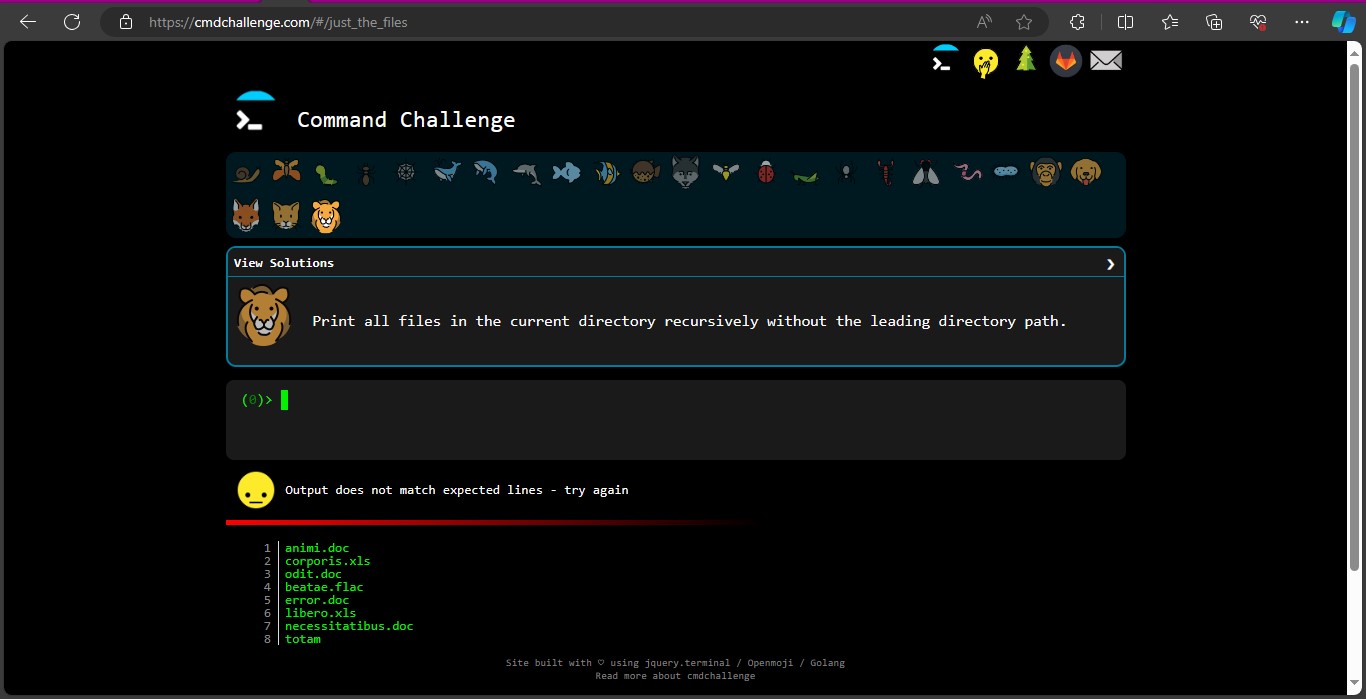 https://cmdchallenge.com/#/just_the_files
Command Challenge
View Solutions
Print all files in the current directory recursively without the leading directory path.
(0)>
Output does not match expected lines - try again
1 animi.doc
2 corporis.xls
3 odit.doc
4 beatae.flac
5 error.doc
6 libero.xls
7 necessitatibus.doc
8 totam
Site built with ♡ using jquery.terminal / Openmoji / Golang
Read more about cmdchallenge